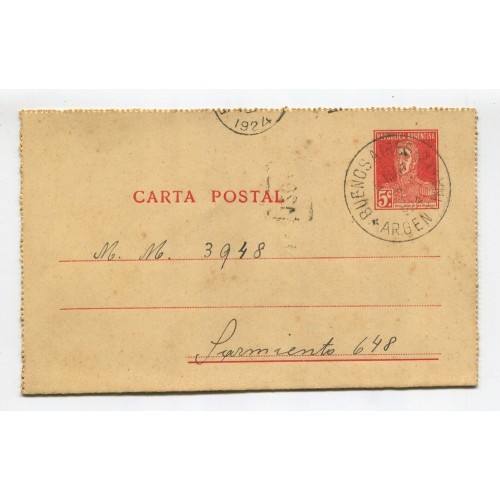 1924
REPUBLICA ARGENTINA
5c
BUENOS A
ARGEN
CARTA POSTAL
M. M. 3948
Sarmiento 648